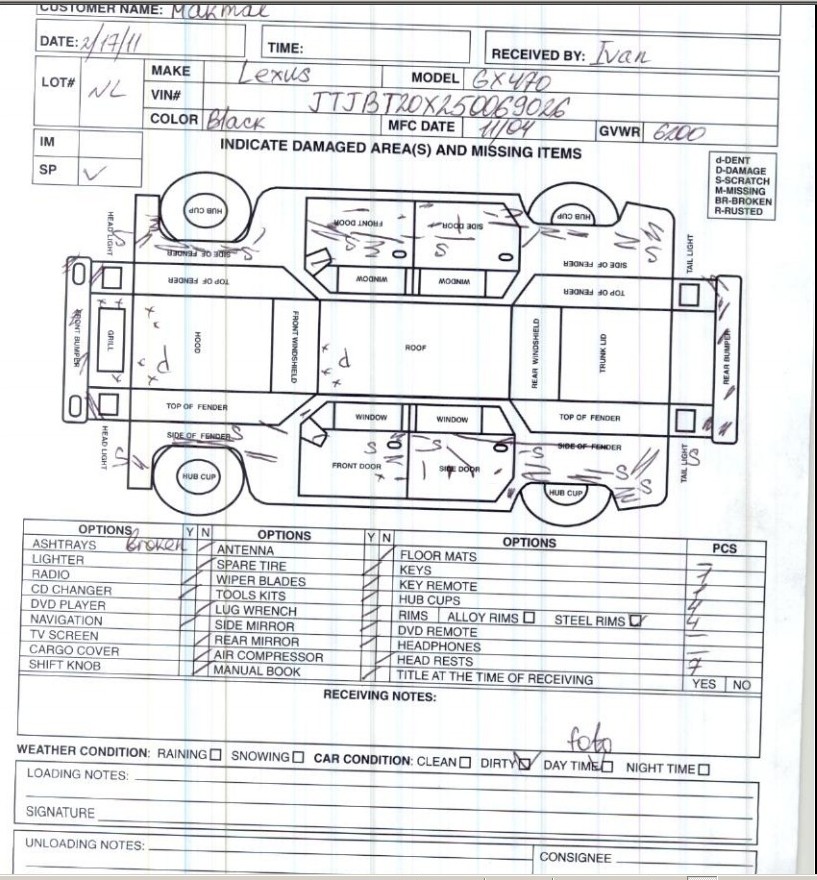 CUSTOMER NAME: Makmal
DATE: 2/17/11 TIME: RECEIVED BY: Ivan
LOT# NL MAKE Lexus MODEL GX470
VIN# JTJBT20X250069026
COLOR Black MFC DATE 11/04 GVWR 6200
IM
SP ✓
INDICATE DAMAGED AREA(S) AND MISSING ITEMS
d-DENT
D-DAMAGE
S-SCRATCH
M-MISSING
BR-BROKEN
R-RUSTED
HUB CUP HUB CUP
HEAD LIGHT S SIDE OF FENDER S FRONT DOOR S SIDE DOOR S SIDE OF FENDER S TAIL LIGHT
TOP OF FENDER WINDOW WINDOW TOP OF FENDER
FRONT BUMPER GRILL HOOD d FRONT WINDSHIELD d ROOF REAR WINDSHIELD TRUNK LID REAR BUMPER
TOP OF FENDER WINDOW WINDOW TOP OF FENDER
HEAD LIGHT S SIDE OF FENDER S FRONT DOOR S SIDE DOOR S SIDE OF FENDER S TAIL LIGHT S
HUB CUP HUB CUP
OPTIONS Y N OPTIONS Y N OPTIONS PCS
ASHTRAYS Broken ANTENNA FLOOR MATS
LIGHTER SPARE TIRE KEYS
RADIO WIPER BLADES KEY REMOTE
CD CHANGER TOOLS KITS HUB CUPS 4
DVD PLAYER LUG WRENCH RIMS ALLOY RIMS STEEL RIMS 4
NAVIGATION SIDE MIRROR DVD REMOTE —
TV SCREEN REAR MIRROR HEADPHONES —
CARGO COVER AIR COMPRESSOR HEAD RESTS 7
SHIFT KNOB MANUAL BOOK TITLE AT THE TIME OF RECEIVING YES NO
RECEIVING NOTES:
foto
WEATHER CONDITION: RAINING SNOWING CAR CONDITION: CLEAN DIRTY DAY TIME NIGHT TIME
LOADING NOTES:
SIGNATURE
UNLOADING NOTES:
CONSIGNEE